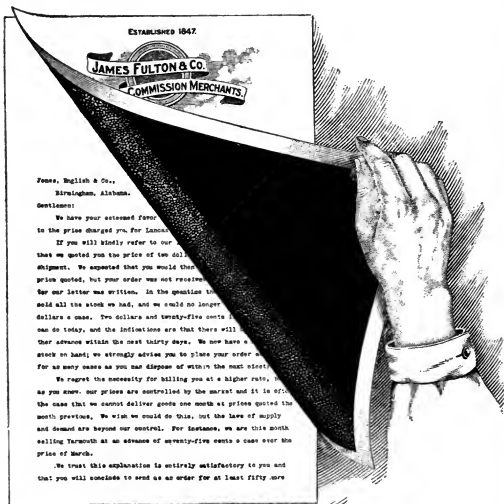 ESTABLISHED 1847.
JAMES FULTON & CO.
COMMISSION MERCHANTS.
Jones, English & Co.,
Birmingham, Alabama.
Gentlemen:
We have your esteemed favor
to the price charged you for
If you will kindly refer to our
that we quoted you the price of two
shipment. We expected that you would then
price quoted, but your order was not
for our letter was written. In the meantime
sold all the stock we had, and we could no longer
dollars a case. Two dollars and twenty-five cents
can do today, and the indications are that there will
ther advance within the next thirty days. We now have
stock on hand; we strongly advise you to place your order
for as many cases as you can dispose of within the next
We regret the necessity for billing you at a higher rate,
as you know, our prices are controlled by the market and it is
the case that we cannot deliver goods one month at prices quoted the
month previous. We wish we could do this, but the laws of supply
and demand are beyond our control. For instance, we are this month
selling Yarmouth at an advance of seventy-five cents a case over the
price of March.
We trust this explanation is entirely satisfactory to you and
that you will conclude to send us an order for at least fifty more